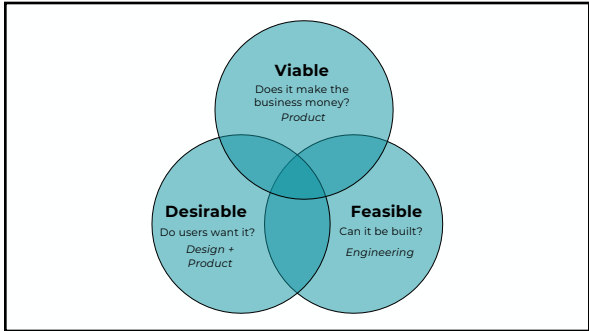 Viable
Does it make the
business money?
Product
Desirable
Do users want it?
Design +
Product
Feasible
Can it be built?
Engineering